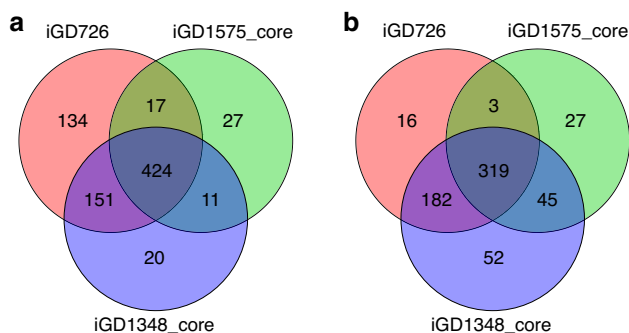 a
iGD726 iGD1575_core
134 17 27
424
151 11
20
iGD1348_core
b
iGD726 iGD1575_core
16 3 27
319
182 45
52
iGD1348_core